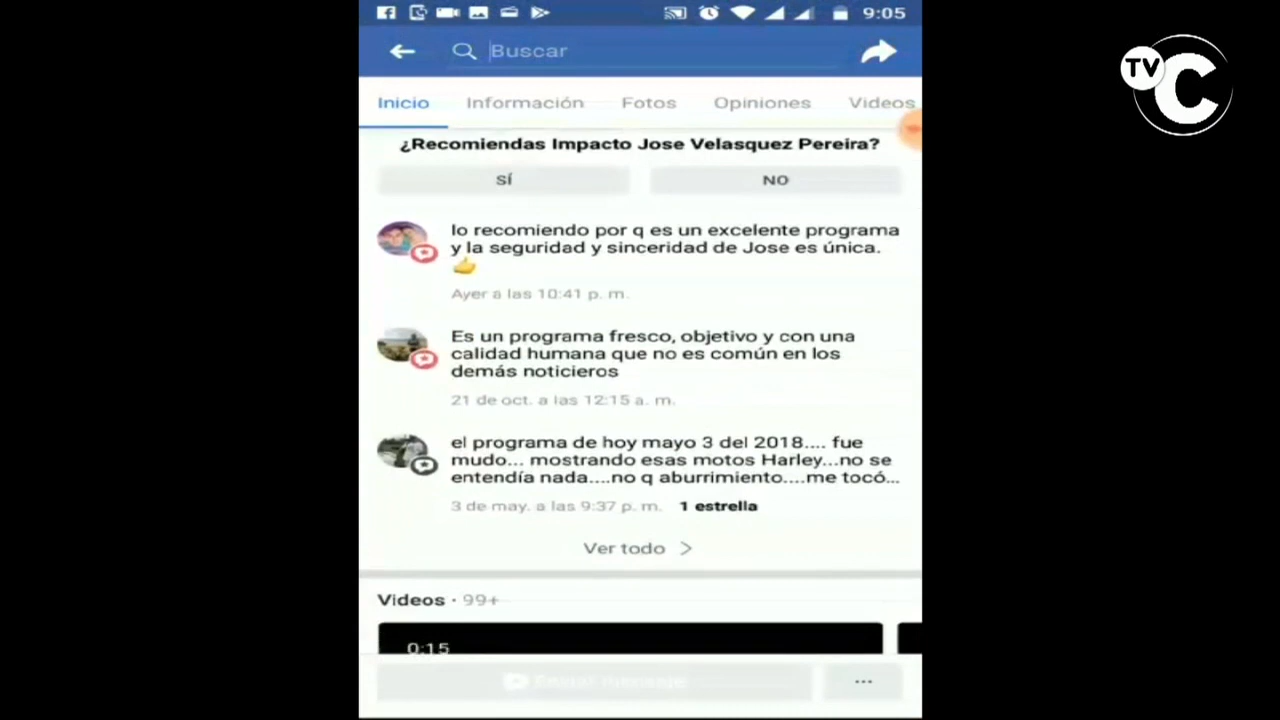 9:05
Buscar
Inicio Información Fotos Opiniones Videos
¿Recomiendas Impacto Jose Velasquez Pereira?
SÍ NO
lo recomiendo por q es un excelente programa
y la seguridad y sinceridad de Jose es única.
Ayer a las 10:41 p. m.
Es un programa fresco, objetivo y con una
calidad humana que no es común en los
demás noticieros
21 de oct. a las 12:15 a. m.
el programa de hoy mayo 3 del 2018.... fue
mudo... mostrando esas motos Harley...no se
entendía nada....no q aburrimiento....me tocó...
3 de may. a las 9:37 p. m. 1 estrella
Ver todo
Videos · 99+
0:15
Enviar mensaje
...
TV C